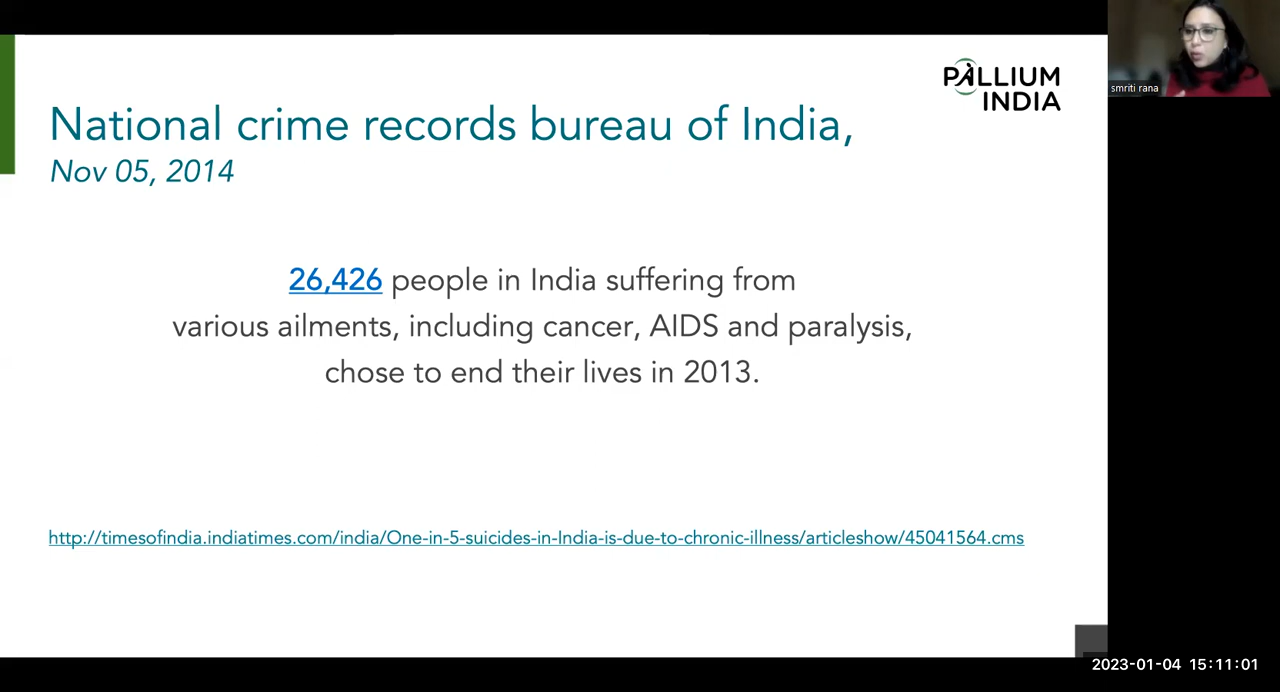 PALLIUM
INDIA
smriti rana
National crime records bureau of India,
Nov 05, 2014
26,426 people in India suffering from
various ailments, including cancer, AIDS and paralysis,
chose to end their lives in 2013.
http://timesofindia.indiatimes.com/india/One-in-5-suicides-in-India-is-due-to-chronic-illness/articleshow/45041564.cms
2023-01-04 15:11:01